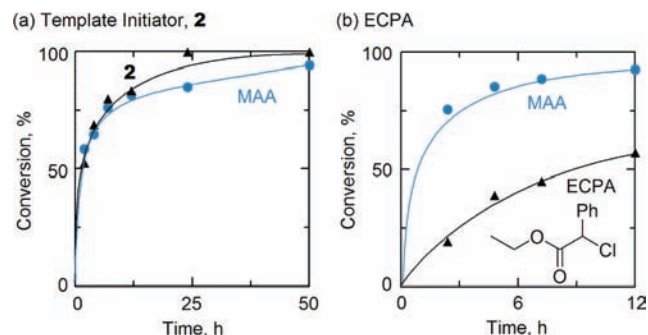 (a) Template Initiator, 2
(b) ECPA
Conversion, %
100
50
0
2
MAA
0
25
50
Time, h
Conversion, %
100
50
0
MAA
ECPA
Ph
O
Cl
O
0
6
12
Time, h